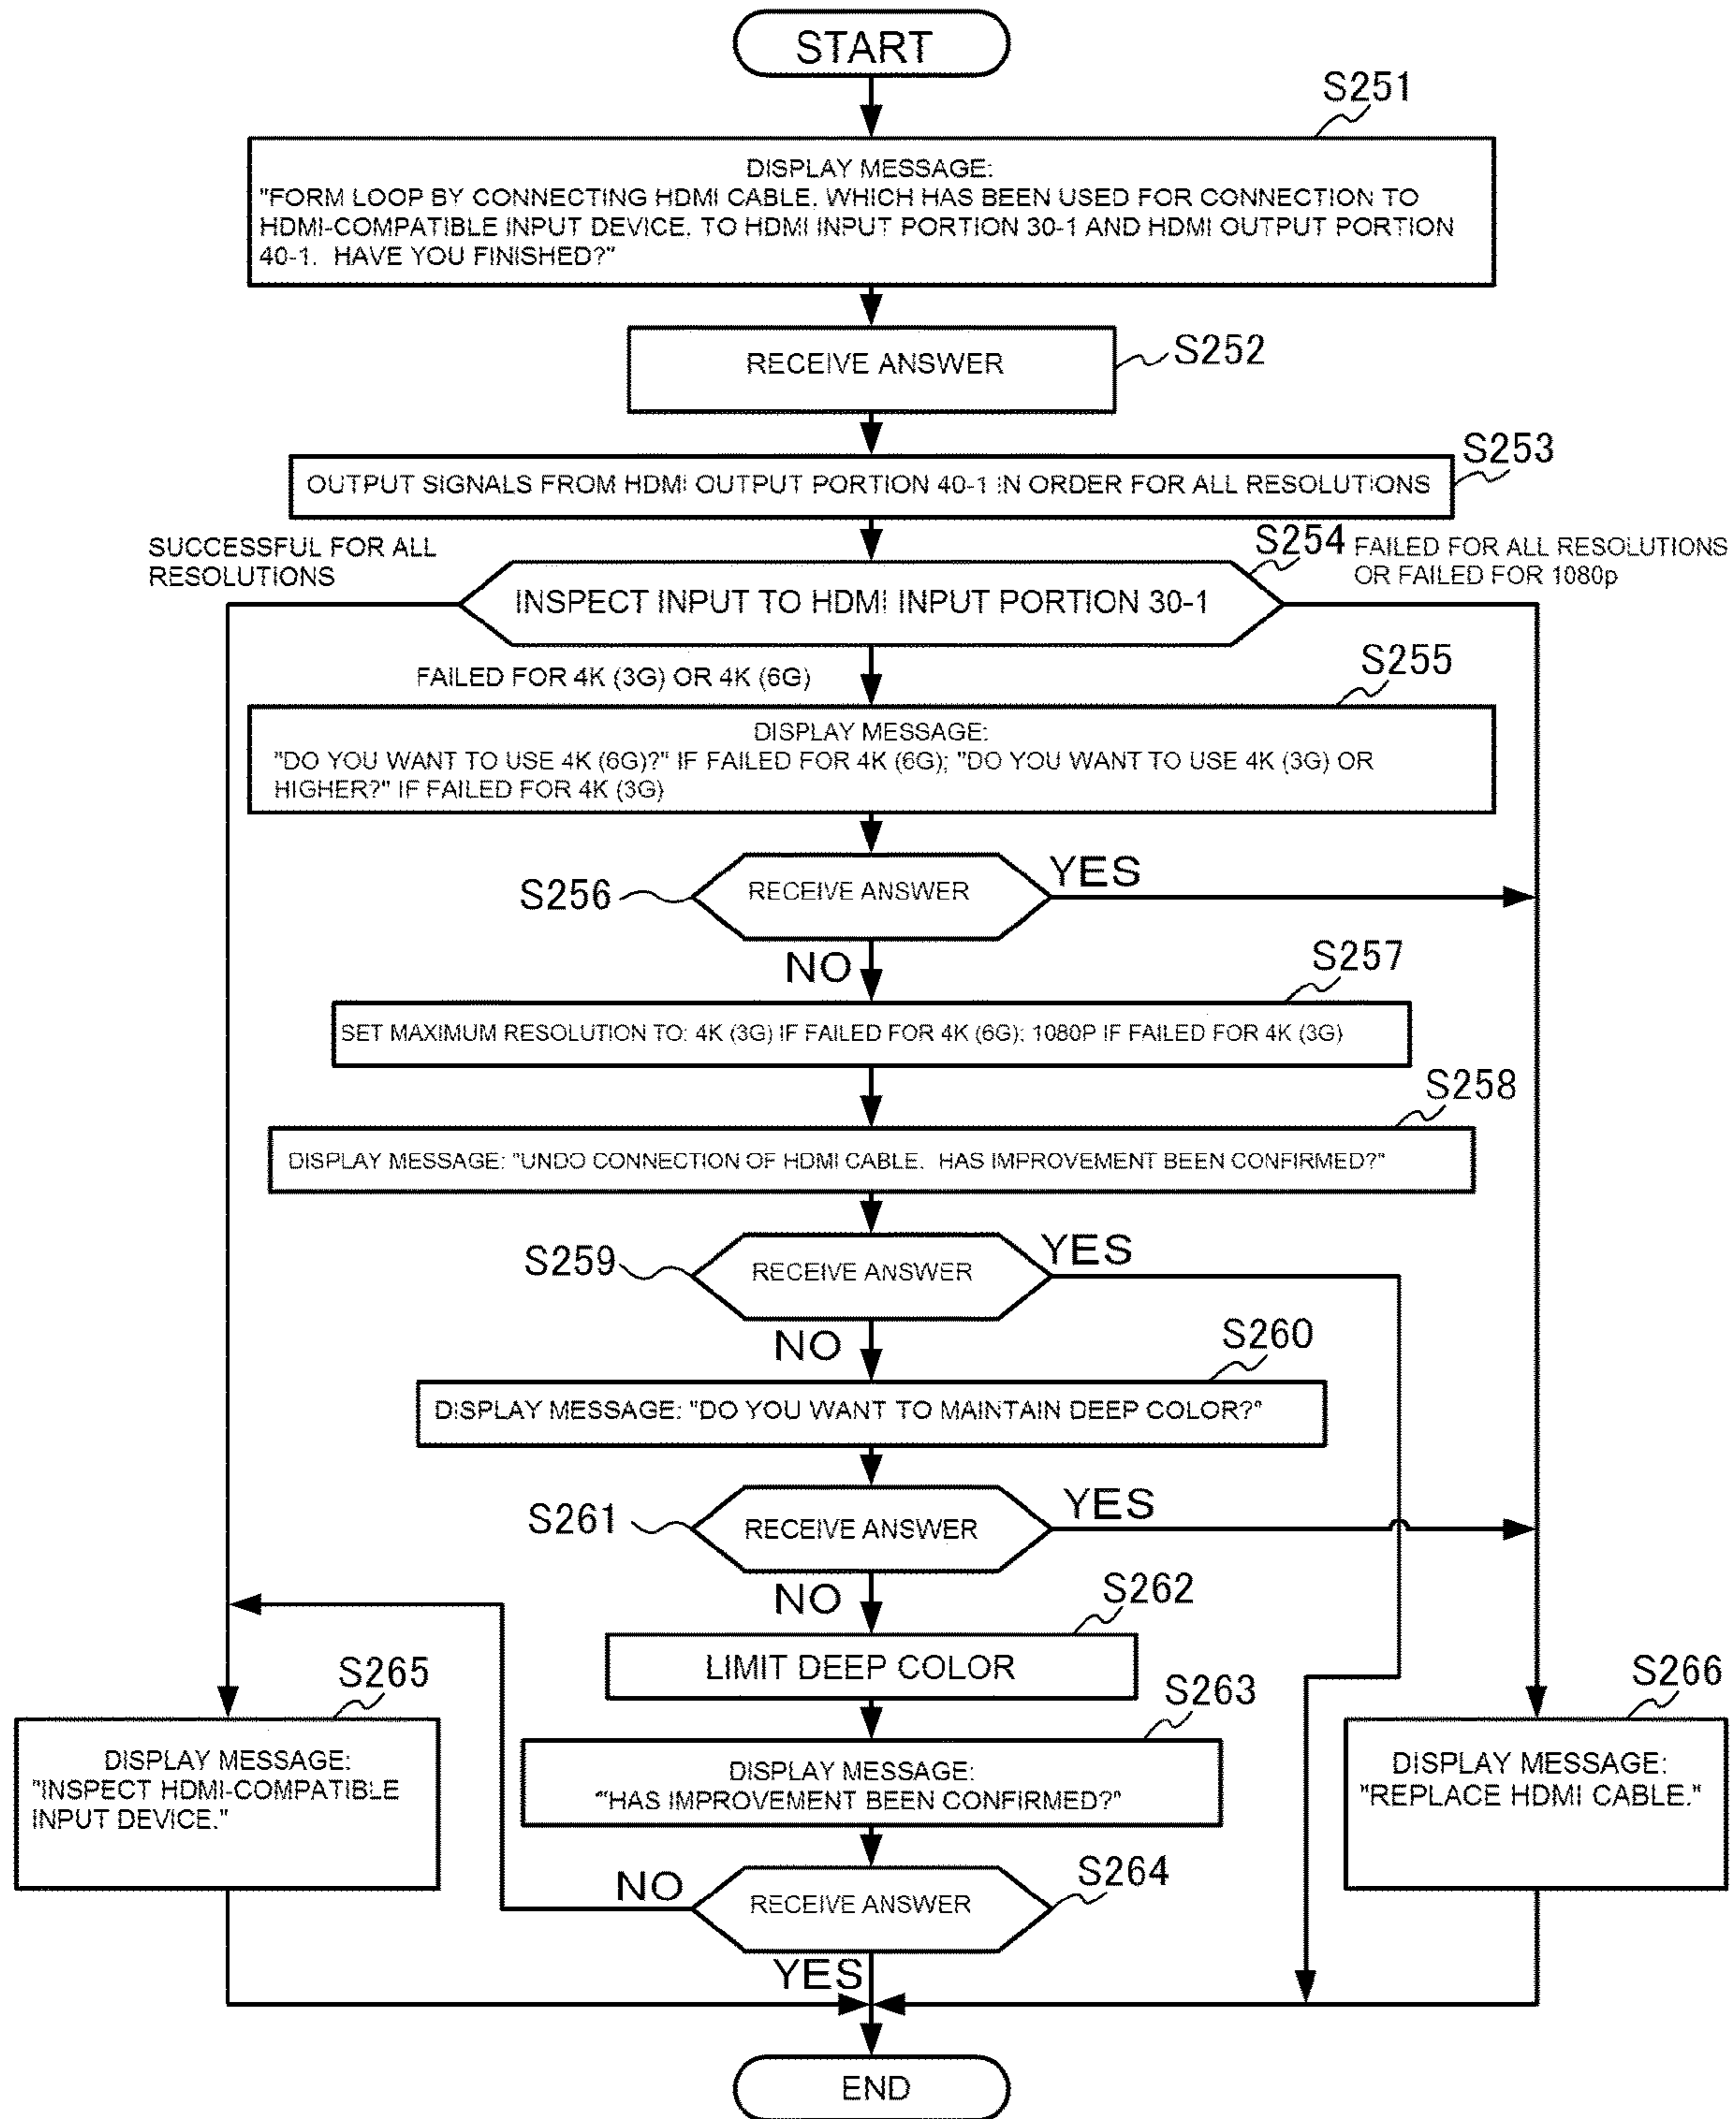 START
S251
DISPLAY MESSAGE:
"FORM LOOP BY CONNECTING HDMI CABLE, WHICH HAS BEEN USED FOR CONNECTION TO
HDMI-COMPATIBLE INPUT DEVICE, TO HDMI INPUT PORTION 30-1 AND HDMI OUTPUT PORTION
40-1. HAVE YOU FINISHED?"
S252
RECEIVE ANSWER
S253
OUTPUT SIGNALS FROM HDMI OUTPUT PORTION 40-1 IN ORDER FOR ALL RESOLUTIONS
SUCCESSFUL FOR ALL
RESOLUTIONS
S254
FAILED FOR ALL RESOLUTIONS
OR FAILED FOR 1080p
INSPECT INPUT TO HDMI INPUT PORTION 30-1
FAILED FOR 4K (3G) OR 4K (6G)
S255
DISPLAY MESSAGE:
"DO YOU WANT TO USE 4K (6G)?" IF FAILED FOR 4K (6G); "DO YOU WANT TO USE 4K (3G) OR
HIGHER?" IF FAILED FOR 4K (3G)
S256
RECEIVE ANSWER
YES
NO
S257
SET MAXIMUM RESOLUTION TO: 4K (3G) IF FAILED FOR 4K (6G); 1080P IF FAILED FOR 4K (3G)
S258
DISPLAY MESSAGE: "UNDO CONNECTION OF HDMI CABLE. HAS IMPROVEMENT BEEN CONFIRMED?"
S259
RECEIVE ANSWER
YES
NO
S260
DISPLAY MESSAGE: "DO YOU WANT TO MAINTAIN DEEP COLOR?"
S261
RECEIVE ANSWER
YES
NO
S262
LIMIT DEEP COLOR
S263
DISPLAY MESSAGE:
""HAS IMPROVEMENT BEEN CONFIRMED?"
S264
RECEIVE ANSWER
NO
YES
S265
DISPLAY MESSAGE:
"INSPECT HDMI-COMPATIBLE
INPUT DEVICE."
S266
DISPLAY MESSAGE:
"REPLACE HDMI CABLE."
END